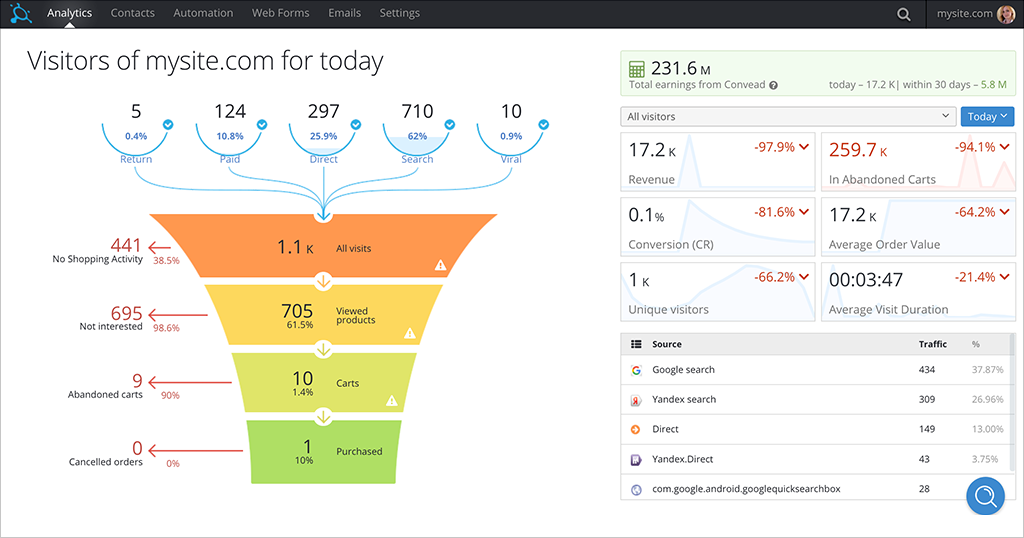 Analytics Contacts Automation Web Forms Emails Settings mysite.com
Visitors of mysite.com for today
5 124 297 710 10
0.4% 10.8% 25.9% 62% 0.9%
Return Paid Direct Search Viral
441
No Shopping Activity 38.5%
1.1 K All visits
695
Not interested 98.6%
705 Viewed
61.5% products
9
Abandoned carts 90%
10 Carts
1.4%
0
Cancelled orders 0%
1 Purchased
10%
231.6 M
Total earnings from Convead ? today – 17.2 K| within 30 days – 5.8 M
All visitors Today
17.2 K -97.9%
Revenue
259.7 K -94.1%
In Abandoned Carts
0.1% -81.6%
Conversion (CR)
17.2 K -64.2%
Average Order Value
1 K -66.2%
Unique visitors
00:03:47 -21.4%
Average Visit Duration
Source Traffic %
Google search 434 37.87%
Yandex search 309 26.96%
Direct 149 13.00%
Yandex.Direct 43 3.75%
com.google.android.googlequicksearchbox 28